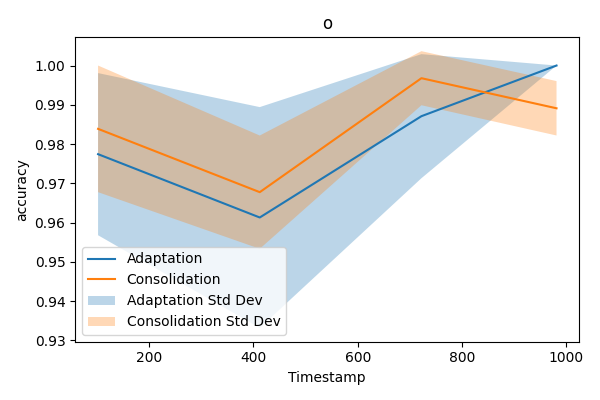 o
accuracy
1.00
0.99
0.98
0.97
0.96
0.95
0.94
0.93
Adaptation
Consolidation
Adaptation Std Dev
Consolidation Std Dev
200
400
600
800
1000
Timestamp